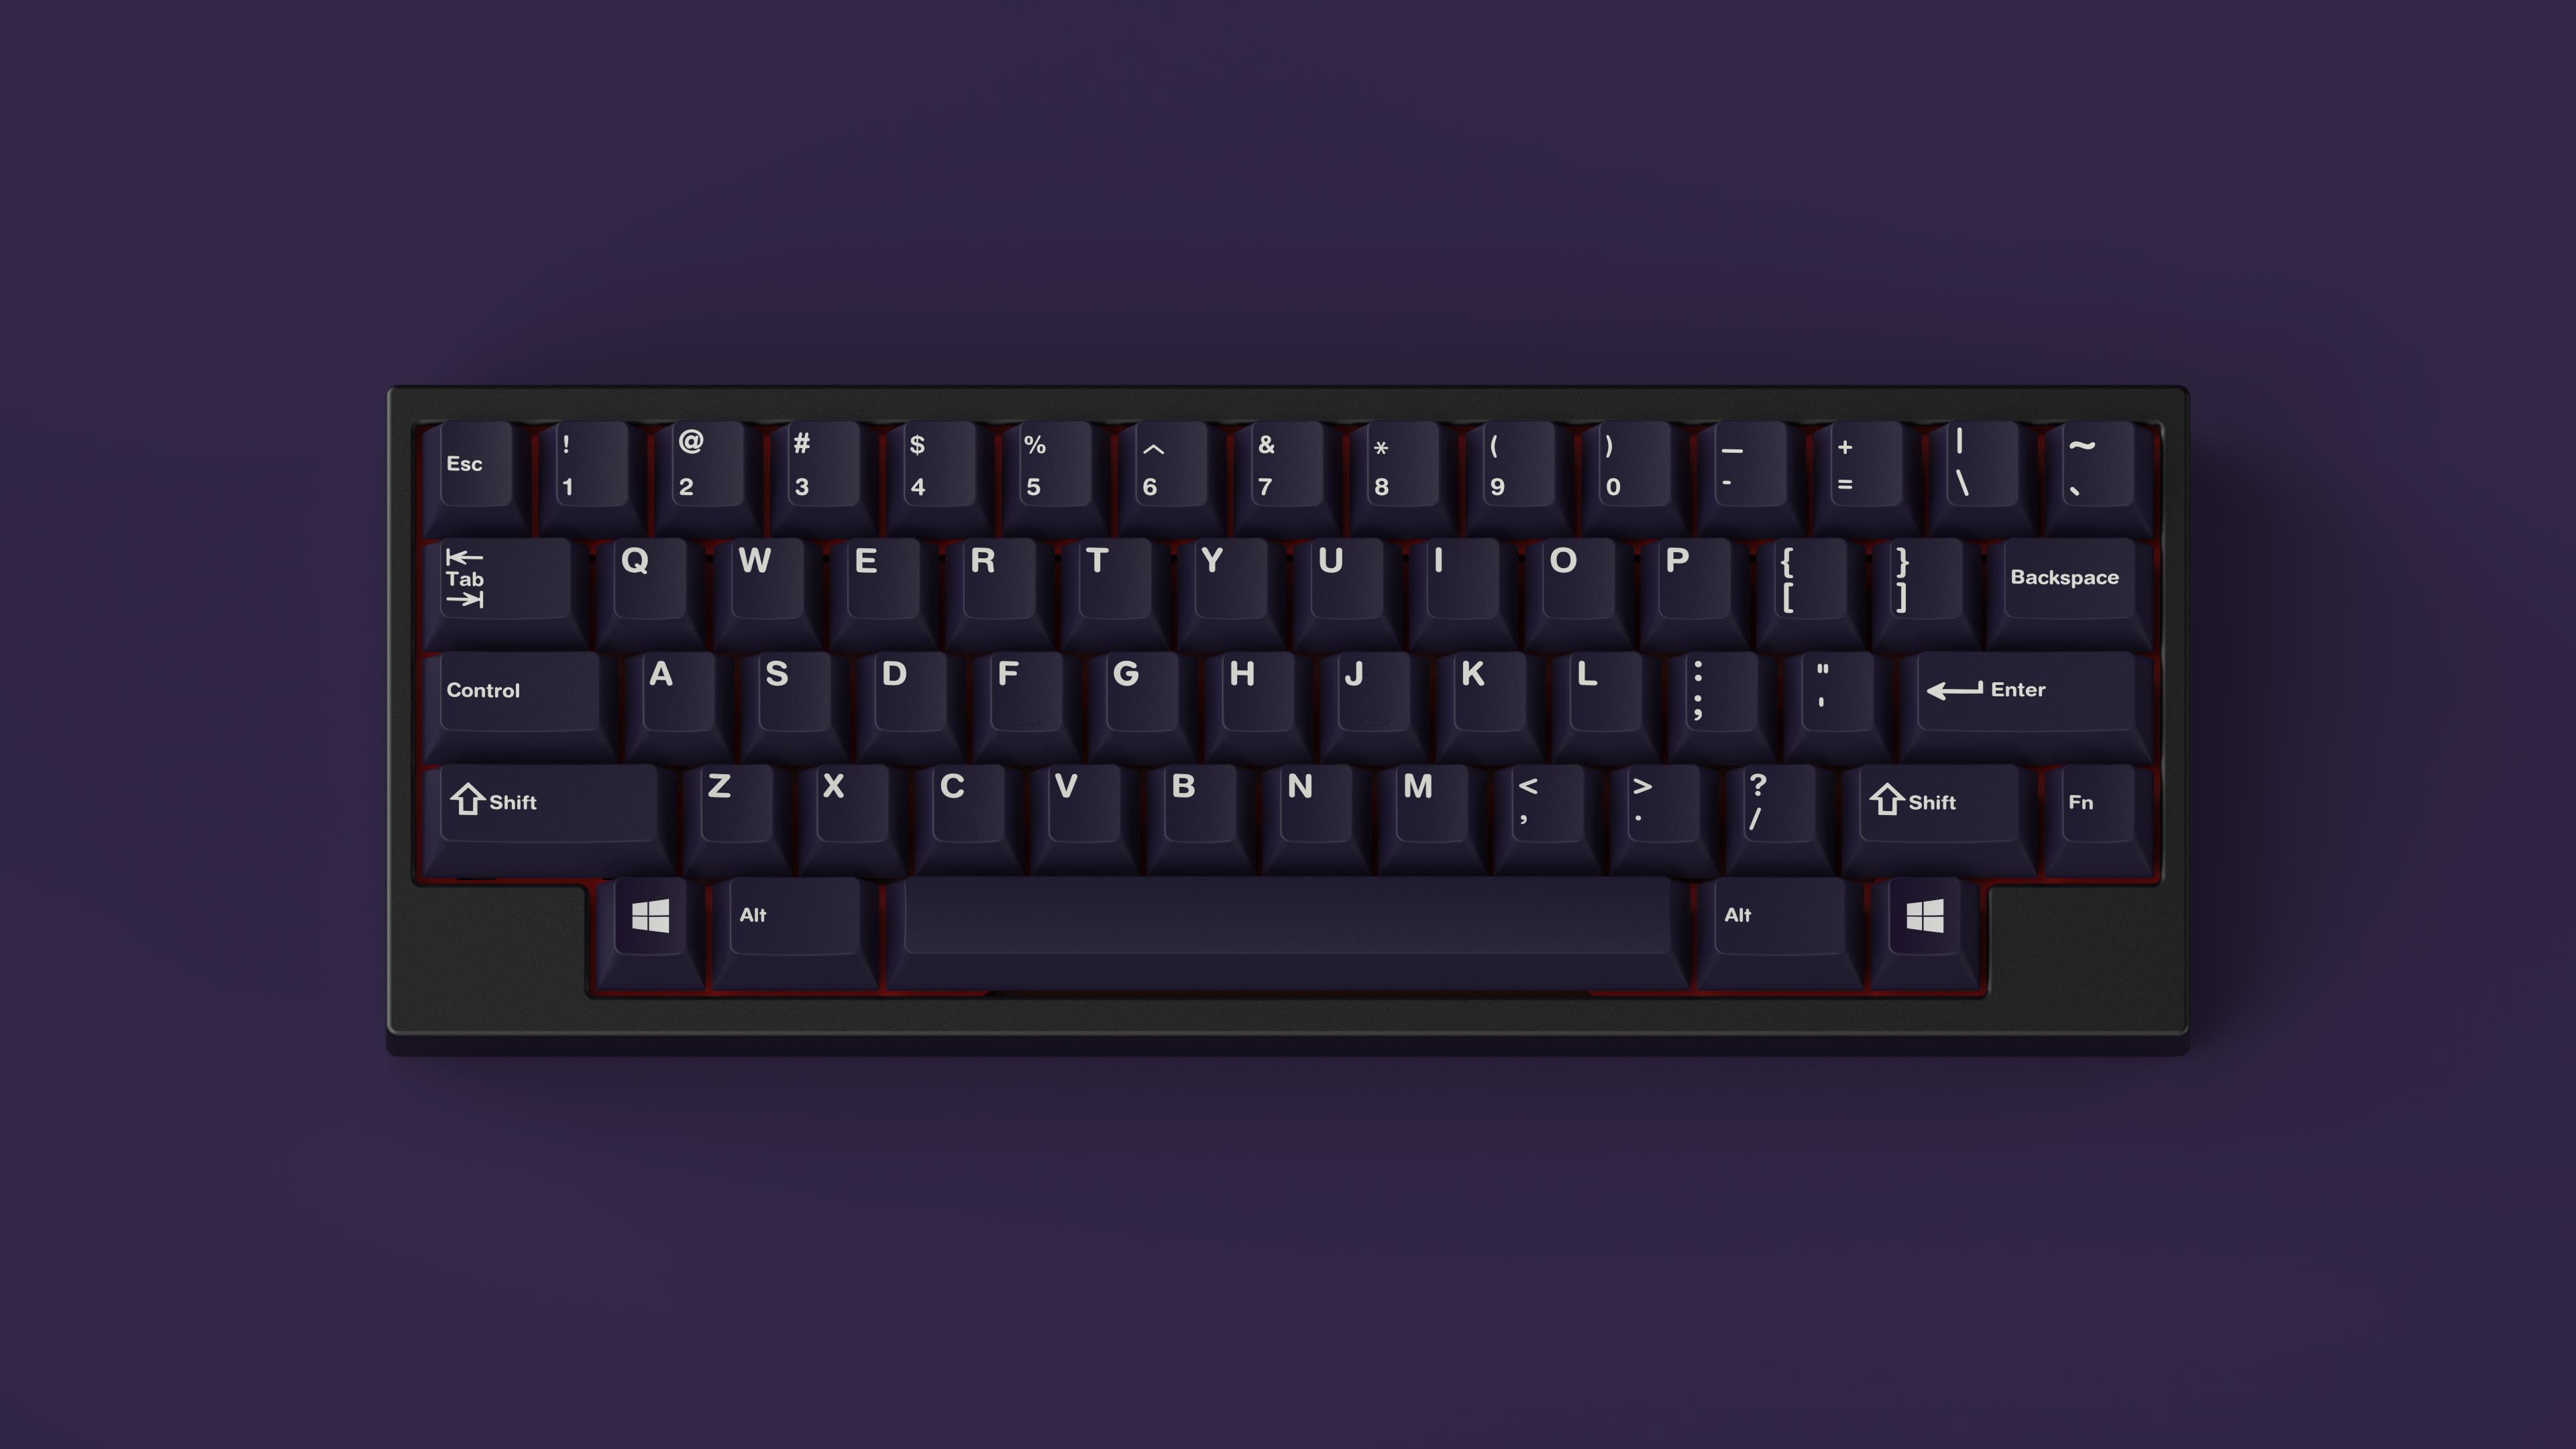 Esc ! @ # $ % ^ & * ( ) _ + | ~
1 2 3 4 5 6 7 8 9 0 - = \ `
Tab Q W E R T Y U I O P { } Backspace
[ ]
Control A S D F G H J K L : " Enter
; '
Shift Z X C V B N M < > ? Shift Fn
, . /
Alt Alt